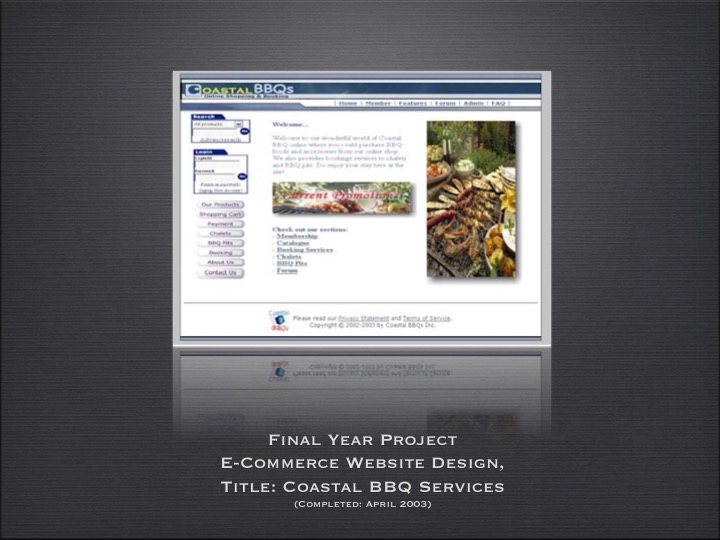 COASTAL BBQs
Online Shopping & Booking
[ Home | Member | Features | Forum | Admin | FAQ ]
Search
All products
Go
Advance search
Login
LoginID
Password
Go
Our Products
Shopping Cart
Payment
Chalets
BBQ Pits
Booking
About Us
Contact Us
Welcome...
Welcome to our wonderful world of Coastal
BBQ online where you could purchase BBQ
foods and accessories from our online shop.
We also provides bookings services to chalets
and BBQ pits. Do enjoy your stay here at the
site!
Current Promotional
Check out our sections:
- Membership
- Catalogue
- Booking Services
- Chalets
- BBQ Pits
- Forum
Coastal
BBQs
Please read our Privacy Statement and Terms of Service.
Copyright © 2002-2003 by Coastal BBQs Inc.
Final Year Project
E-Commerce Website Design,
Title: Coastal BBQ Services
(Completed: April 2003)